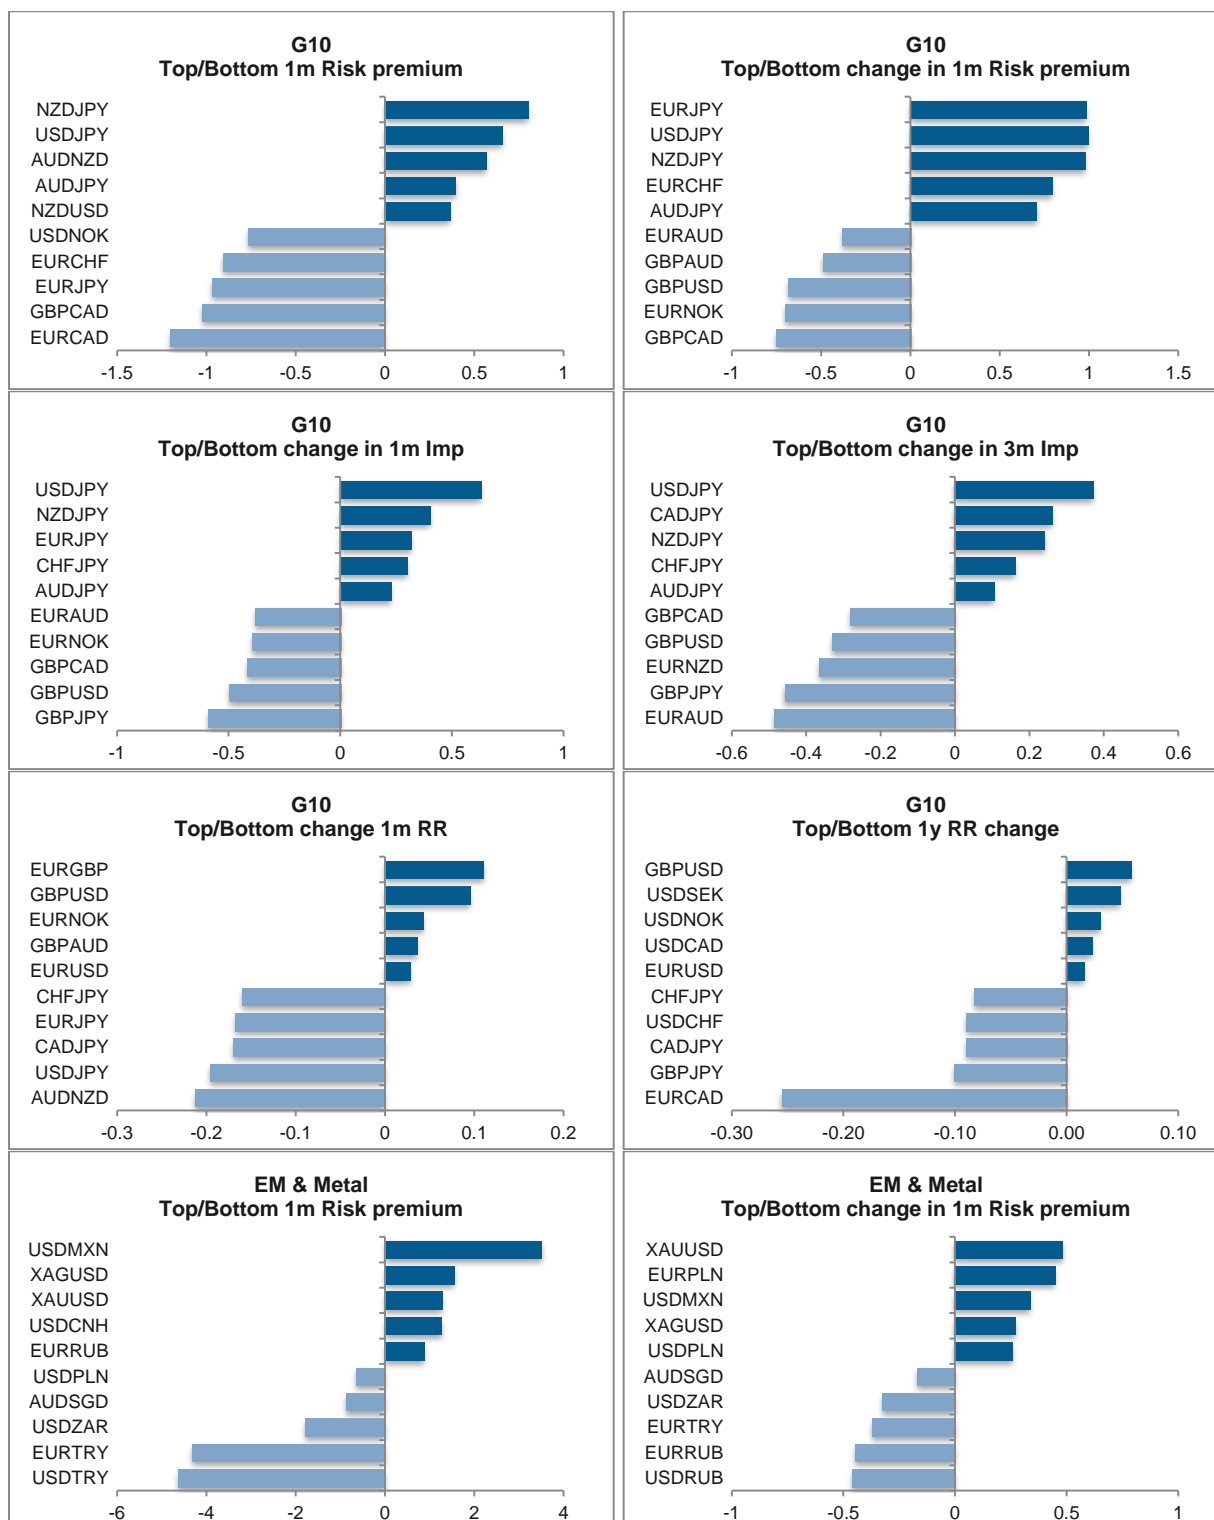 G10
Top/Bottom 1m Risk premium
NZDJPY
USDJPY
AUDNZD
AUDJPY
NZDUSD
USDNOK
EURCHF
EURJPY
GBPCAD
EURCAD
-1.5 -1 -0.5 0 0.5 1
G10
Top/Bottom change in 1m Risk premium
EURJPY
USDJPY
NZDJPY
EURCHF
AUDJPY
EURAUD
GBPAUD
GBPUSD
EURNOK
GBPCAD
-1 -0.5 0 0.5 1 1.5
G10
Top/Bottom change in 1m Imp
USDJPY
NZDJPY
EURJPY
CHFJPY
AUDJPY
EURAUD
EURNOK
GBPCAD
GBPUSD
GBPJPY
-1 -0.5 0 0.5 1
G10
Top/Bottom change in 3m Imp
USDJPY
CADJPY
NZDJPY
CHFJPY
AUDJPY
GBPCAD
GBPUSD
EURNZD
GBPJPY
EURAUD
-0.6 -0.4 -0.2 0 0.2 0.4 0.6
G10
Top/Bottom change 1m RR
EURGBP
GBPUSD
EURNOK
GBPAUD
EURUSD
CHFJPY
EURJPY
CADJPY
USDJPY
AUDNZD
-0.3 -0.2 -0.1 0 0.1 0.2
G10
Top/Bottom 1y RR change
GBPUSD
USDSEK
USDNOK
USDCAD
EURUSD
CHFJPY
USDCHF
CADJPY
GBPJPY
EURCAD
-0.30 -0.20 -0.10 0.00 0.10
EM & Metal
Top/Bottom 1m Risk premium
USDMXN
XAGUSD
XAUUSD
USDCNH
EURRUB
USDPLN
AUDSGD
USDZAR
EURTRY
USDTRY
-6 -4 -2 0 2 4
EM & Metal
Top/Bottom change in 1m Risk premium
XAUUSD
EURPLN
USDMXN
XAGUSD
USDPLN
AUDSGD
USDZAR
EURTRY
EURRUB
USDRUB
-1 -0.5 0 0.5 1